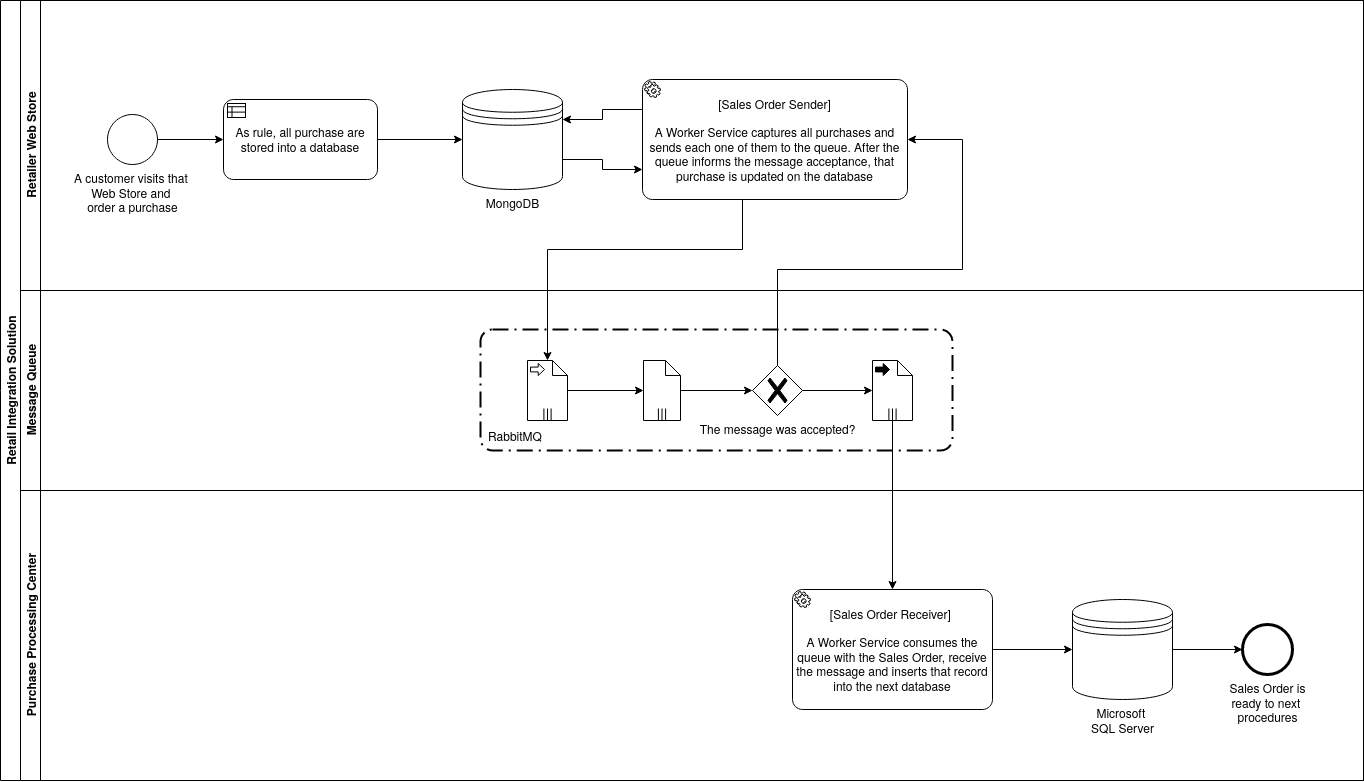 Retail Integration Solution
Retailer Web Store
A customer visits that
Web Store and
order a purchase
As rule, all purchase are
stored into a database
MongoDB
[Sales Order Sender]
A Worker Service captures all purchases and
sends each one of them to the queue. After the
queue informs the message acceptance, that
purchase is updated on the database
Message Queue
RabbitMQ
The message was accepted?
Purchase Processing Center
[Sales Order Receiver]
A Worker Service consumes the
queue with the Sales Order, receive
the message and inserts that record
into the next database
Microsoft
SQL Server
Sales Order is
ready to next
procedures